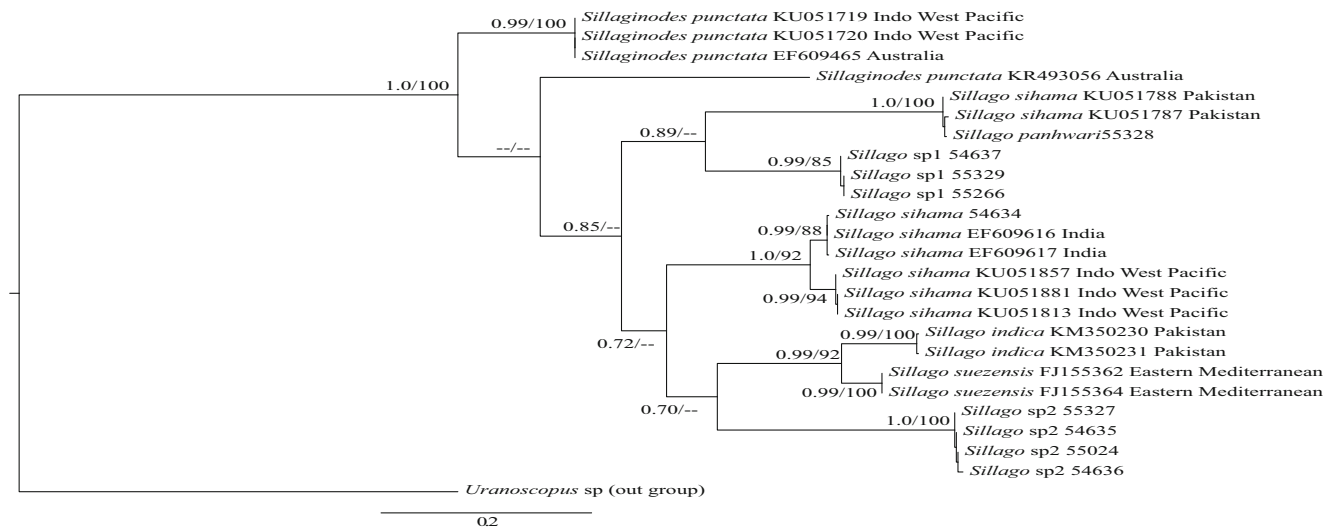 Sillaginodes punctata KU051719 Indo West Pacific
0.99/100
Sillaginodes punctata KU051720 Indo West Pacific
Sillaginodes punctata EF609465 Australia
Sillaginodes punctata KR493056 Australia
1.0/100
Sillago sihama KU051788 Pakistan
1.0/100
Sillago sihama KU051787 Pakistan
Sillago panhwari55328
0.89/--
--/--
Sillago sp1 54637
0.99/85
Sillago sp1 55329
Sillago sp1 55266
Sillago sihama 54634
0.85/--
0.99/88
Sillago sihama EF609616 India
Sillago sihama EF609617 India
1.0/92
Sillago sihama KU051857 Indo West Pacific
Sillago sihama KU051881 Indo West Pacific
0.99/94
Sillago sihama KU051813 Indo West Pacific
Sillago indica KM350230 Pakistan
0.99/100
0.72/--
Sillago indica KM350231 Pakistan
0.99/92
Sillago suezensis FJ155362 Eastern Mediterranean
Sillago suezensis FJ155364 Eastern Mediterranean
0.99/100
0.70/--
Sillago sp2 55327
1.0/100
Sillago sp2 54635
Sillago sp2 55024
Sillago sp2 54636
Uranoscopus sp (out group)
0.2